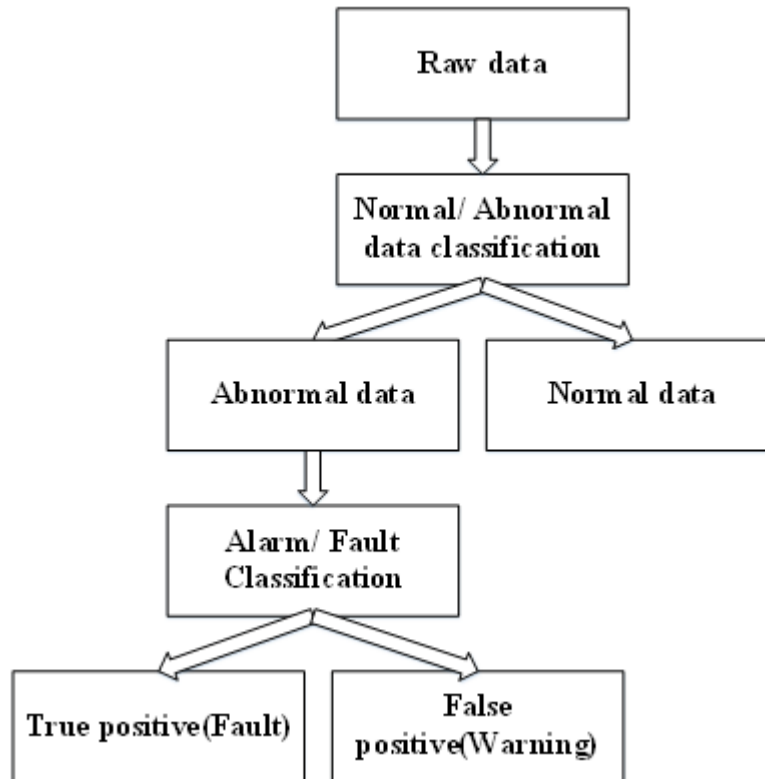 Raw data
Normal/ Abnormal
data classification
Abnormal data
Normal data
Alarm/ Fault
Classification
True positive(Fault)
False
positive(Warning)